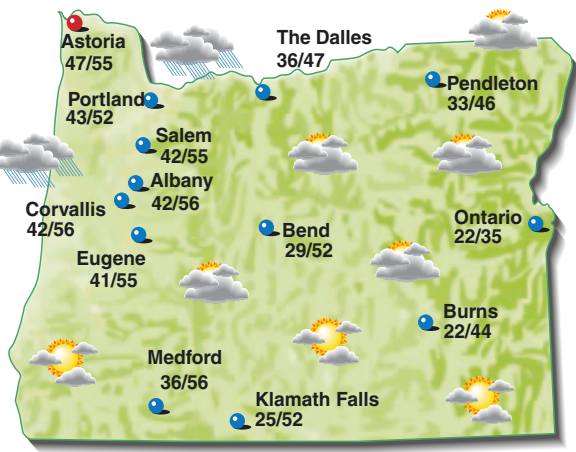 Astoria
47/55
The Dalles
36/47
Pendleton
33/46
Portland
43/52
Salem
42/55
Albany
42/56
Corvallis
42/56
Ontario
22/35
Bend
29/52
Eugene
41/55
Burns
22/44
Medford
36/56
Klamath Falls
25/52